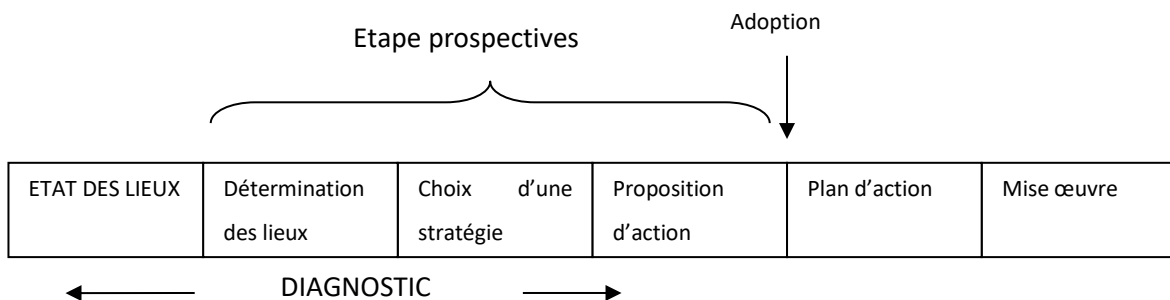 Adoption
Etape prospectives
ETAT DES LIEUX
Détermination
des lieux
Choix d’une
stratégie
Proposition
d’action
Plan d’action
Mise œuvre
DIAGNOSTIC